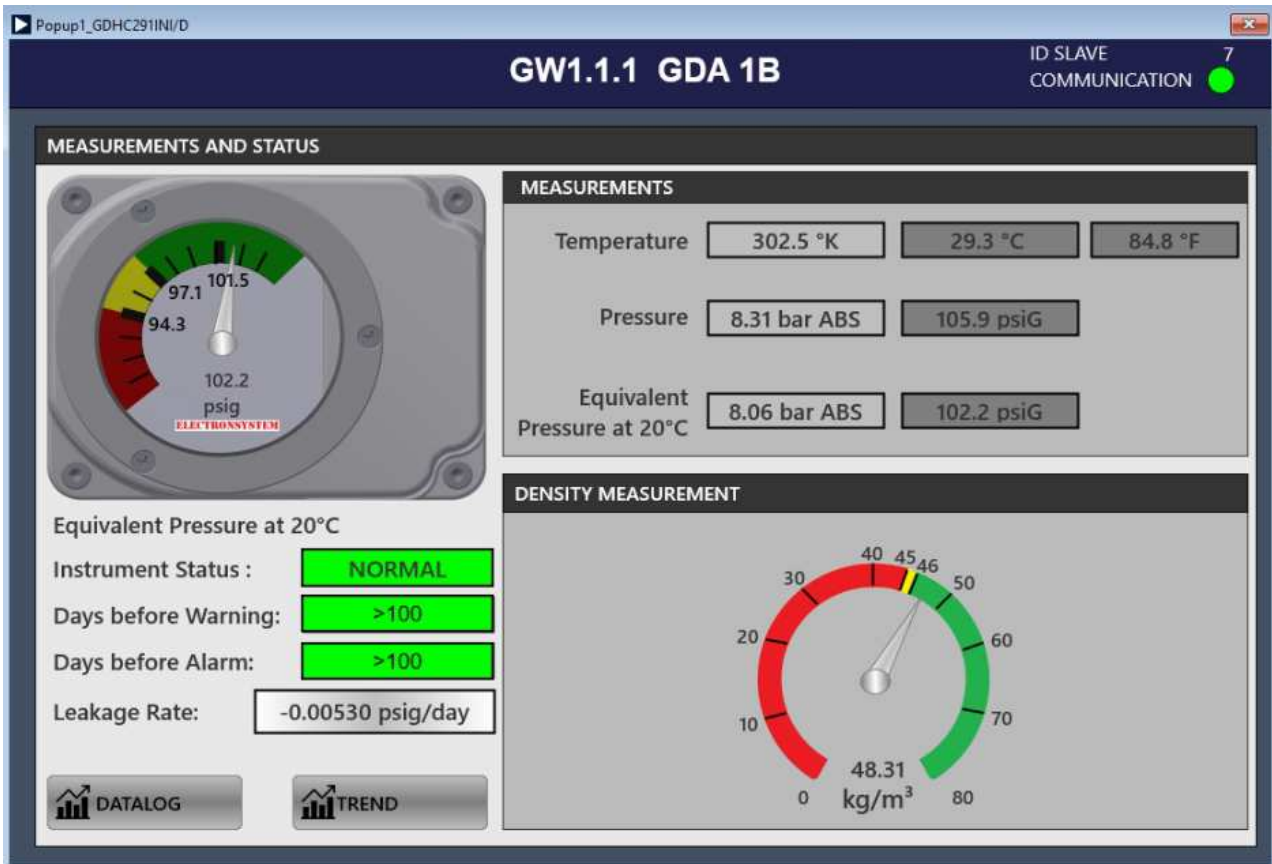 Popup1_GDHC291INI/D
GW1.1.1 GDA 1B
ID SLAVE 7
COMMUNICATION
MEASUREMENTS AND STATUS
101.5
97.1
94.3
102.2
psig
ELECTRONSYSTEM
Equivalent Pressure at 20°C
Instrument Status : NORMAL
Days before Warning: >100
Days before Alarm: >100
Leakage Rate: -0.00530 psig/day
DATALOG TREND
MEASUREMENTS
Temperature 302.5 °K 29.3 °C 84.8 °F
Pressure 8.31 bar ABS 105.9 psiG
Equivalent
Pressure at 20°C 8.06 bar ABS 102.2 psiG
DENSITY MEASUREMENT
40 45 46
30 50
20 60
10 70
48.31
0 kg/m³ 80